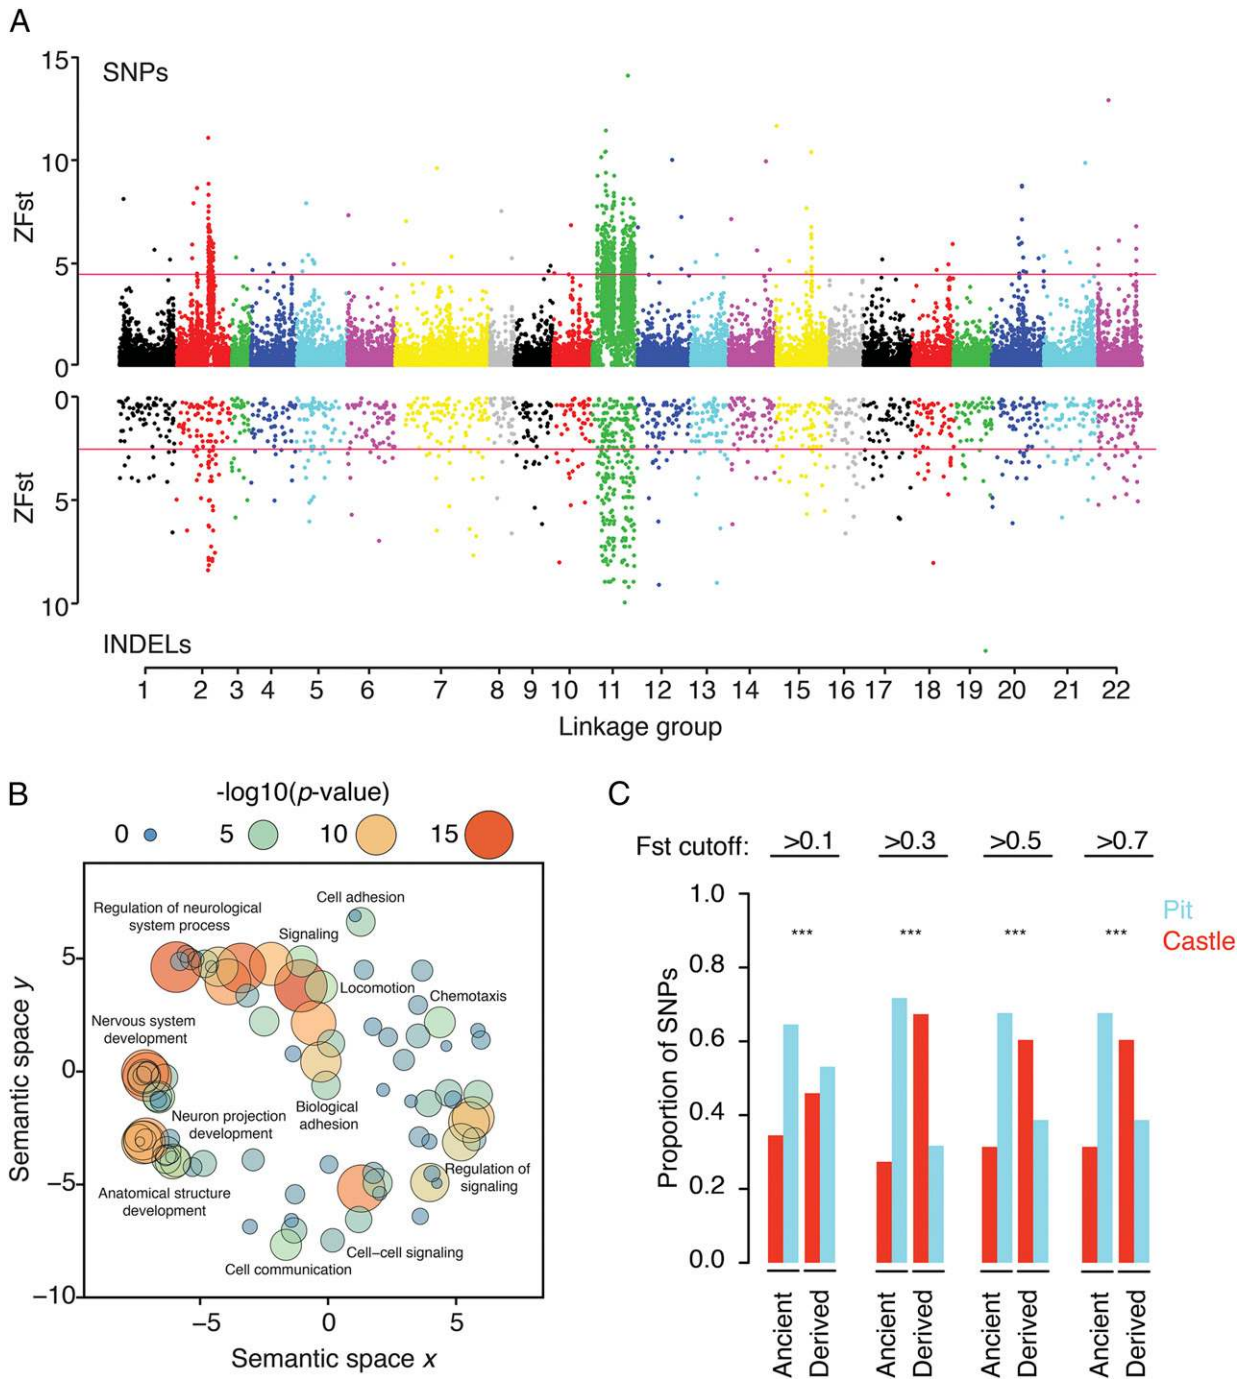 A
15
SNPs
10
ZFst
5
0
0
ZFst
5
10
INDELs
1 2 3 4 5 6 7 8 9 10 11 12 13 14 15 16 17 18 19 20 21 22
Linkage group
B
-log10(p-value)
0 5 10 15
Cell adhesion
Regulation of neurological
system process
Signaling
5
Locomotion
Chemotaxis
Nervous system
development
0
Semantic space y
Neuron projection
development
Biological
adhesion
Regulation of
signaling
−5
Anatomical structure
development
Cell–cell signaling
Cell communication
−10
−5 0 5
Semantic space x
C
Fst cutoff: >0.1 >0.3 >0.5 >0.7
1.0
Pit
*** *** *** ***
Castle
0.8
0.6
Proportion of SNPs
0.4
0.2
0.0
Ancient Derived Ancient Derived Ancient Derived Ancient Derived